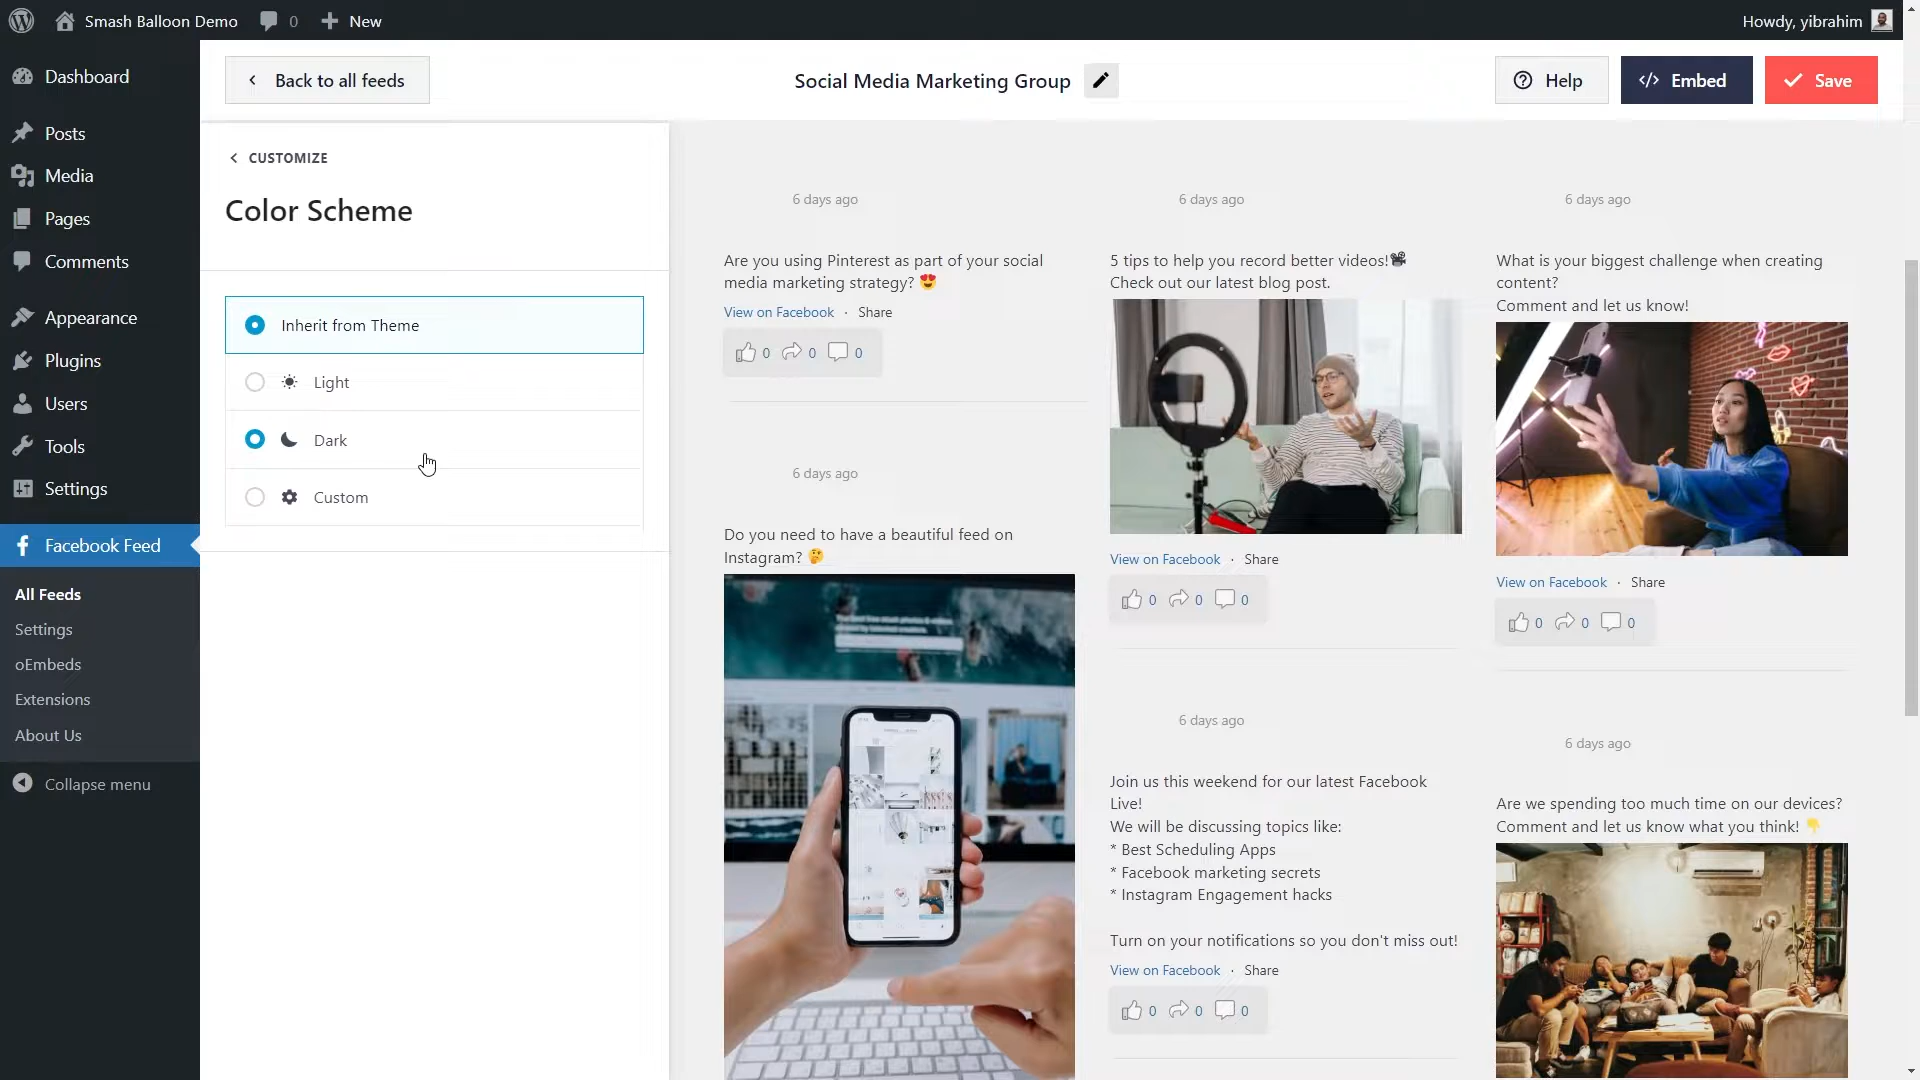 Smash Balloon Demo
0
New
Howdy, yibrahim
Dashboard
Posts
Media
Pages
Comments
Appearance
Plugins
Users
Tools
Settings
Facebook Feed
All Feeds
Settings
oEmbeds
Extensions
About Us
Collapse menu
Back to all feeds
Social Media Marketing Group
Help
</> Embed
Save
CUSTOMIZE
Color Scheme
Inherit from Theme
Light
Dark
Custom
6 days ago
Are you using Pinterest as part of your social
media marketing strategy? 😍
View on Facebook · Share
0 0 0
6 days ago
Do you need to have a beautiful feed on
Instagram? 🤔
6 days ago
5 tips to help you record better videos!📽
Check out our latest blog post.
View on Facebook · Share
0 0 0
6 days ago
Join us this weekend for our latest Facebook
Live!
We will be discussing topics like:
* Best Scheduling Apps
* Facebook marketing secrets
* Instagram Engagement hacks
Turn on your notifications so you don't miss out!
View on Facebook · Share
0 0 0
6 days ago
What is your biggest challenge when creating
content?
Comment and let us know!
View on Facebook · Share
0 0 0
6 days ago
Are we spending too much time on our devices?
Comment and let us know what you think! 👇